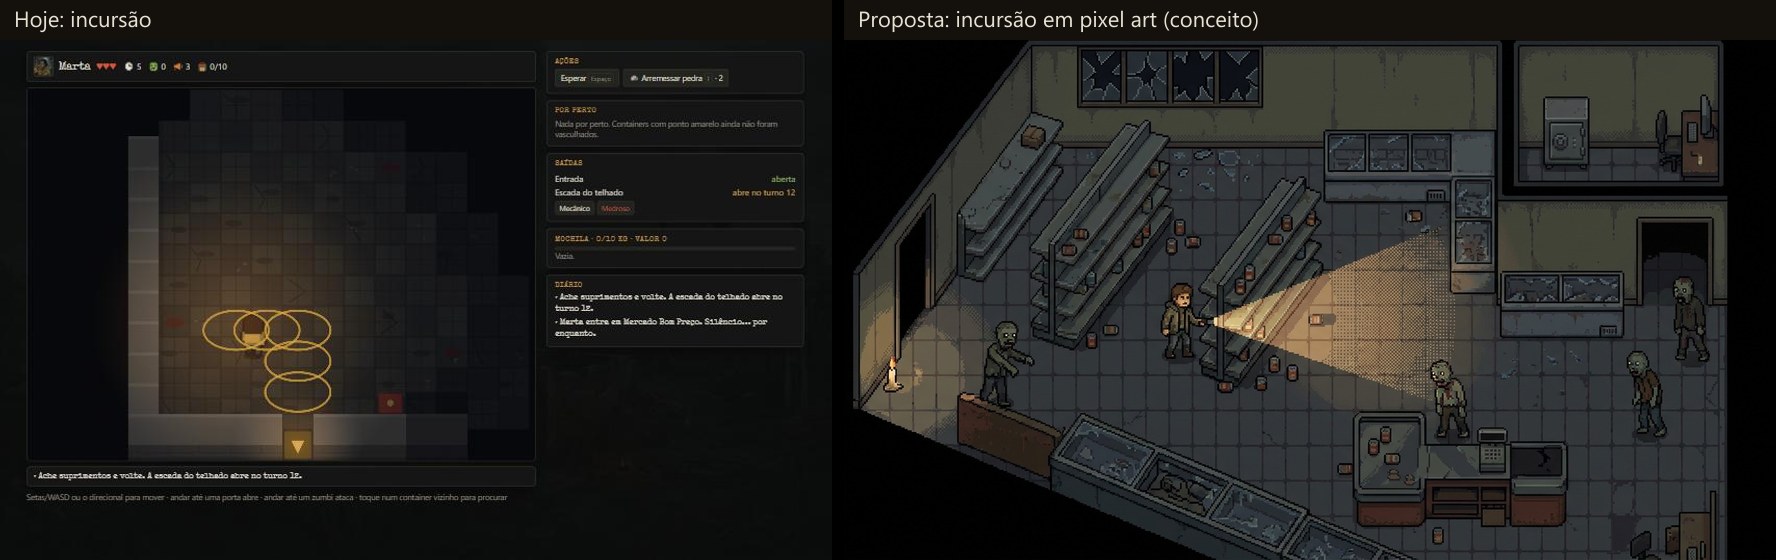 Hoje: incursão
Proposta: incursão em pixel art (conceito)
Marta 5 0 3 0/10
AÇÕES
Esperar Espaço Arremessar pedra · 2
POR PERTO
Nada por perto. Containers com ponto amarelo ainda não foram
vasculhados.
SAÍDAS
Entrada aberta
Escada do telhado abre no turno 12
Mecânico Medroso
MOCHILA · 0/10 KG · VALOR 0
Vazia.
DIÁRIO
· Ache suprimentos e volte. A escada do telhado abre no
turno 12.
· Marta entra em Mercado Bom Preço. Silêncio... por
enquanto.
· Ache suprimentos e volte. A escada do telhado abre no turno 12.
Setas/WASD ou o direcional para mover · andar até uma porta abre · andar até um zumbi ataca · toque num container vizinho para procurar